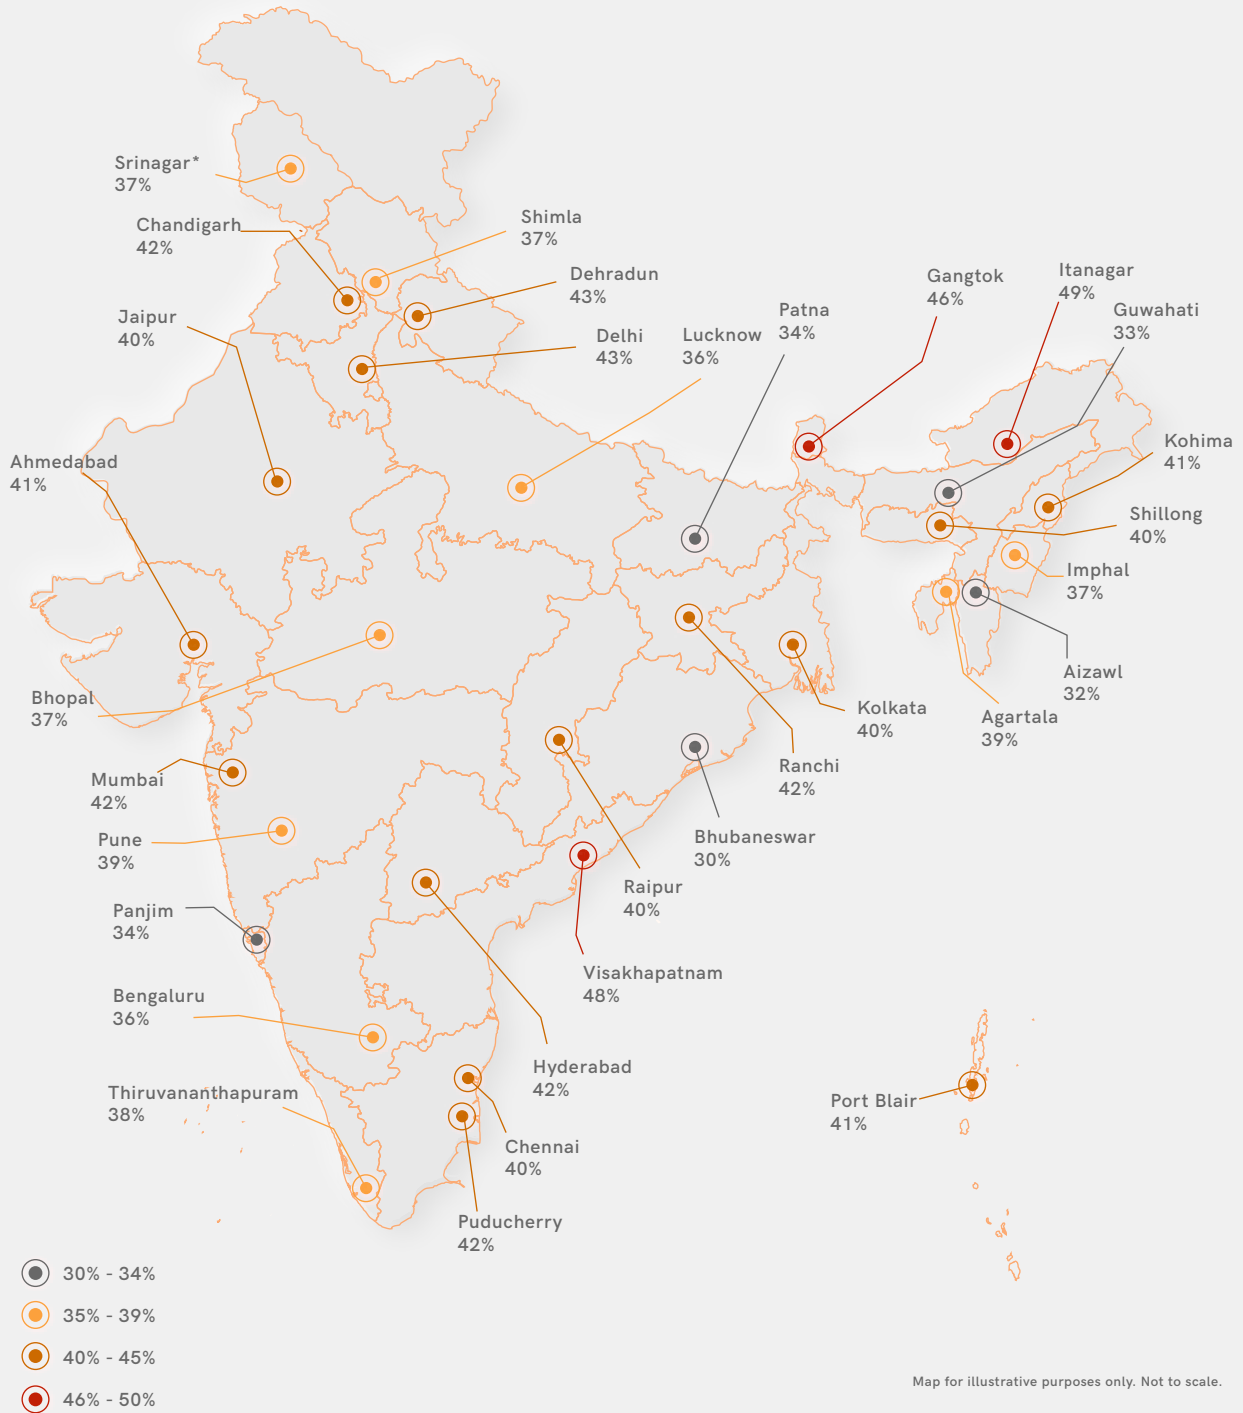 Srinagar*
37%
Chandigarh
42%
Shimla
37%
Dehradun
43%
Jaipur
40%
Delhi
43%
Lucknow
36%
Patna
34%
Gangtok
46%
Itanagar
49%
Guwahati
33%
Kohima
41%
Ahmedabad
41%
Shillong
40%
Imphal
37%
Aizawl
32%
Agartala
39%
Bhopal
37%
Kolkata
40%
Ranchi
42%
Mumbai
42%
Pune
39%
Bhubaneswar
30%
Raipur
40%
Panjim
34%
Visakhapatnam
48%
Bengaluru
36%
Hyderabad
42%
Thiruvananthapuram
38%
Port Blair
41%
Chennai
40%
Puducherry
42%
30% - 34%
35% - 39%
40% - 45%
46% - 50%
Map for illustrative purposes only. Not to scale.